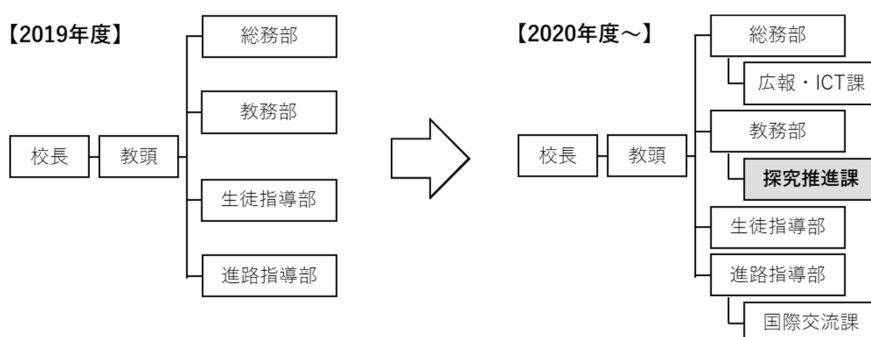 【2019年度】
校長
教頭
総務部
教務部
生徒指導部
進路指導部
【2020年度～】
校長
教頭
総務部
広報・ICT課
教務部
探究推進課
生徒指導部
進路指導部
国際交流課